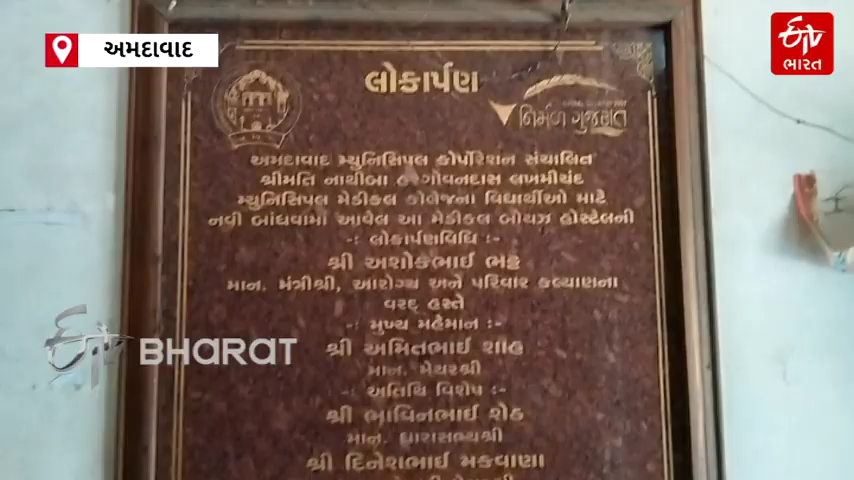 અમદાવાદ
ETV ભારત
લોકાર્પણ
નિર્મળ ગુજરાત
અમદાવાદ મ્યુનિસિપલ કોર્પોરેશન સંચાલિત
શ્રીમતિ નાથીબા હરગોવનદાસ લખમીચંદ
મ્યુનિસિપલ મેડીકલ કોલેજના વિદ્યાર્થીઓ માટે
નવી બાંધવામાં આવેલ આ મેડીકલ બોયઝ હોસ્ટેલની
-: લોકાર્પણવિધિ :-
શ્રી અશોકભાઈ ભટ્ટ
માન. મંત્રીશ્રી, આરોગ્ય અને પરિવાર કલ્યાણના
વરદ્ હસ્તે
-: મુખ્ય મહેમાન :-
શ્રી અમિતભાઈ શાહ
માન. મેયરશ્રી
-: અતિથિ વિશેષ :-
શ્રી ભાવિનભાઈ શેઠ
માન. ધારાસભ્યશ્રી
શ્રી દિનેશભાઈ મકવાણા
ETV BHARAT